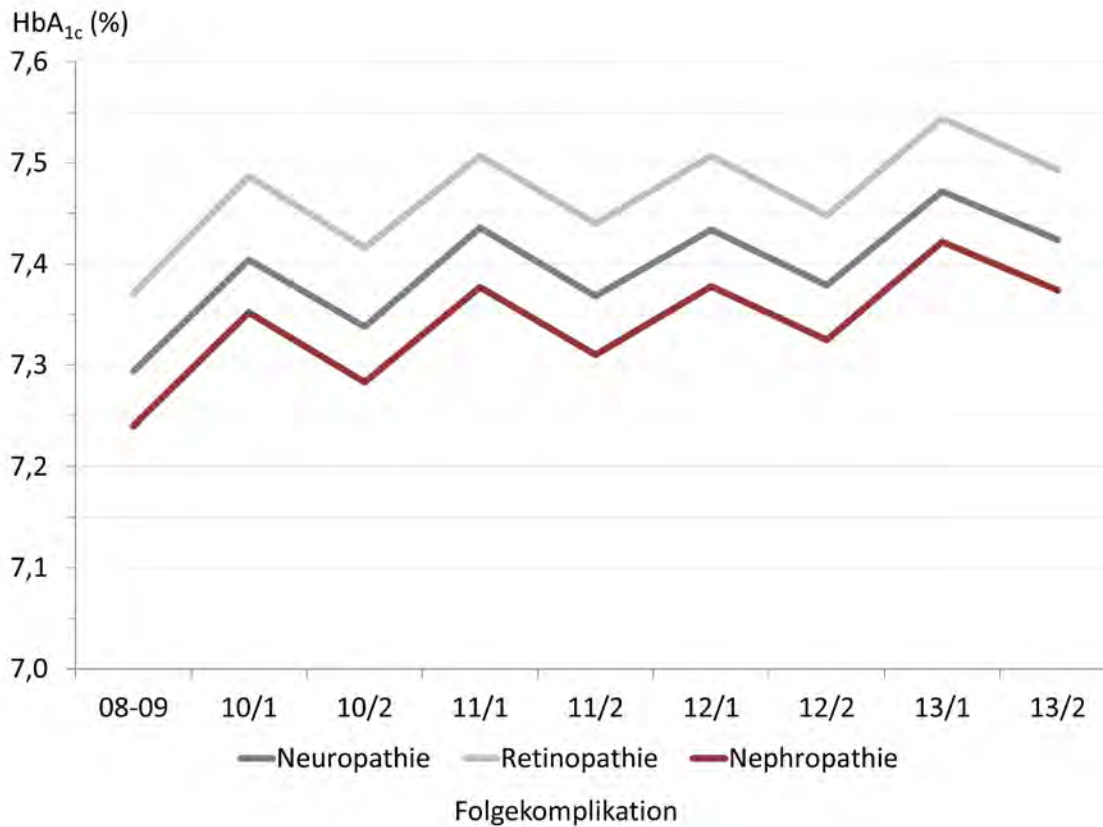 HbA1c (%)
7,6
7,5
7,4
7,3
7,2
7,1
7,0
08-09 10/1 10/2 11/1 11/2 12/1 12/2 13/1 13/2
Neuropathie Retinopathie Nephropathie
Folgekomplikation